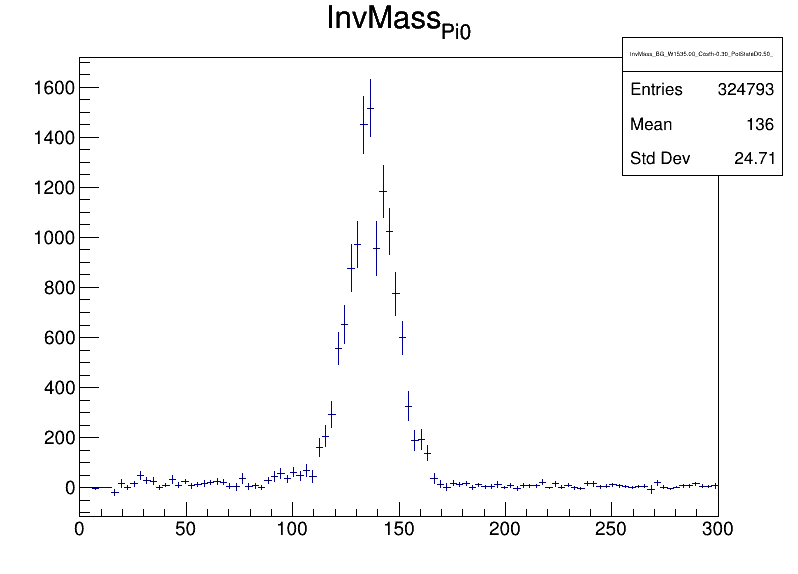 InvMassPi0
InvMass_BG_W1535.00_Costh-0.30_PolStateD0.50_
Entries 324793
Mean 136
Std Dev 24.71
1600
1400
1200
1000
800
600
400
200
0
0 50 100 150 200 250 300